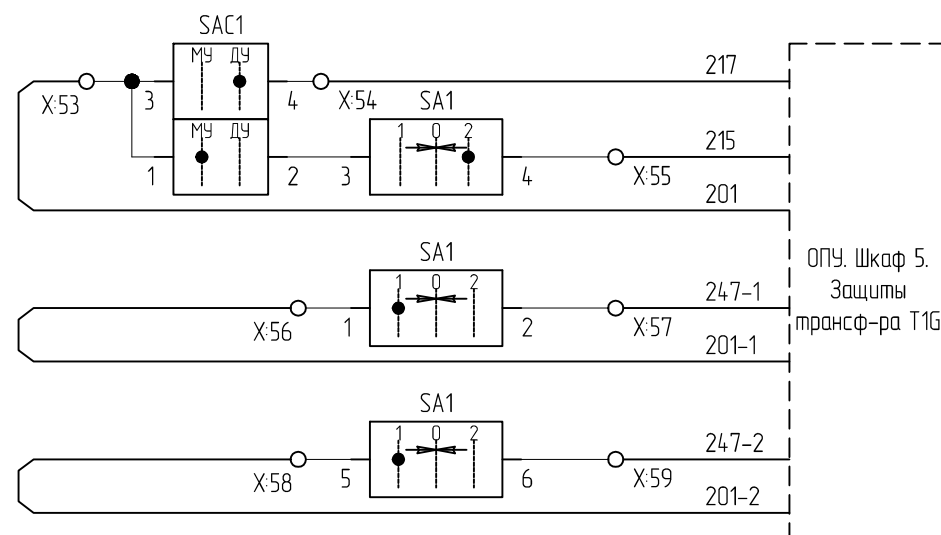 SAC1
МУ ДУ
217
X:53
3
4
X:54
SA1
МУ ДУ
1 0 2
215
1
2
3
4
X:55
201
SA1
ОПУ. Шкаф 5.
Защиты
трансф-ра T1G
1 0 2
247-1
X:56
1
2
X:57
201-1
SA1
1 0 2
247-2
X:58
5
6
X:59
201-2